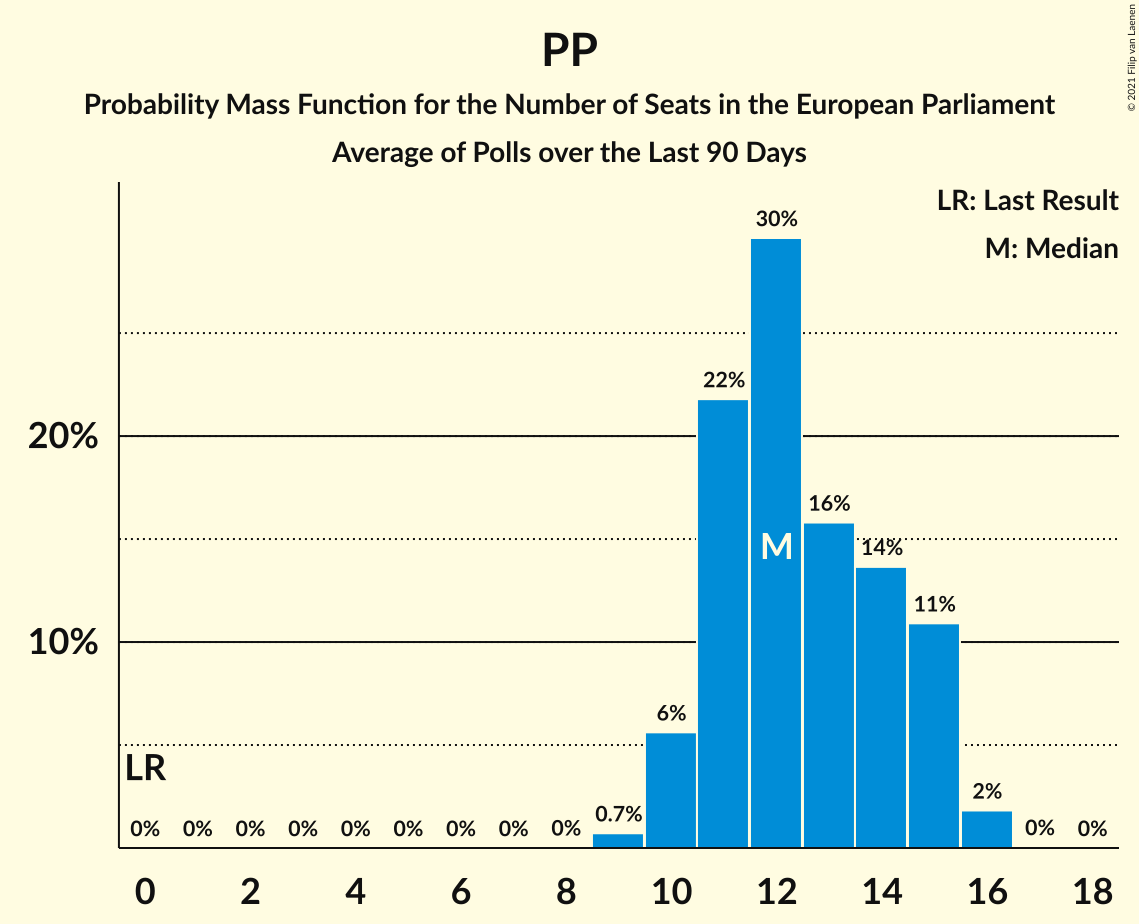 PP
Probability Mass Function for the Number of Seats in the European Parliament
Average of Polls over the Last 90 Days
© 2021 Filip van Laenen
LR: Last Result
M: Median
30%
22%
20%
16%
M
14%
11%
10%
6%
LR
2%
0.7%
0% 0% 0% 0% 0% 0% 0% 0% 0% 0% 0%
0 2 4 6 8 10 12 14 16 18